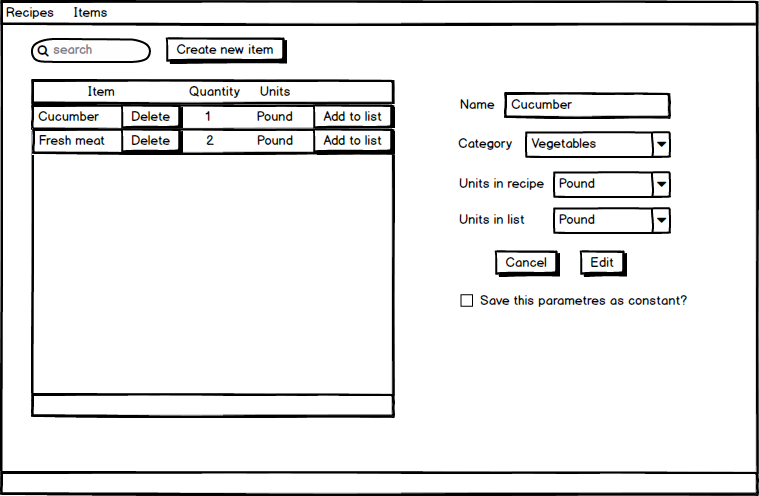 Recipes Items
search Create new item
Item Quantity Units
Cucumber Delete 1 Pound Add to list
Fresh meat Delete 2 Pound Add to list
Name Cucumber
Category Vegetables
Units in recipe Pound
Units in list Pound
Cancel Edit
Save this parametres as constant?